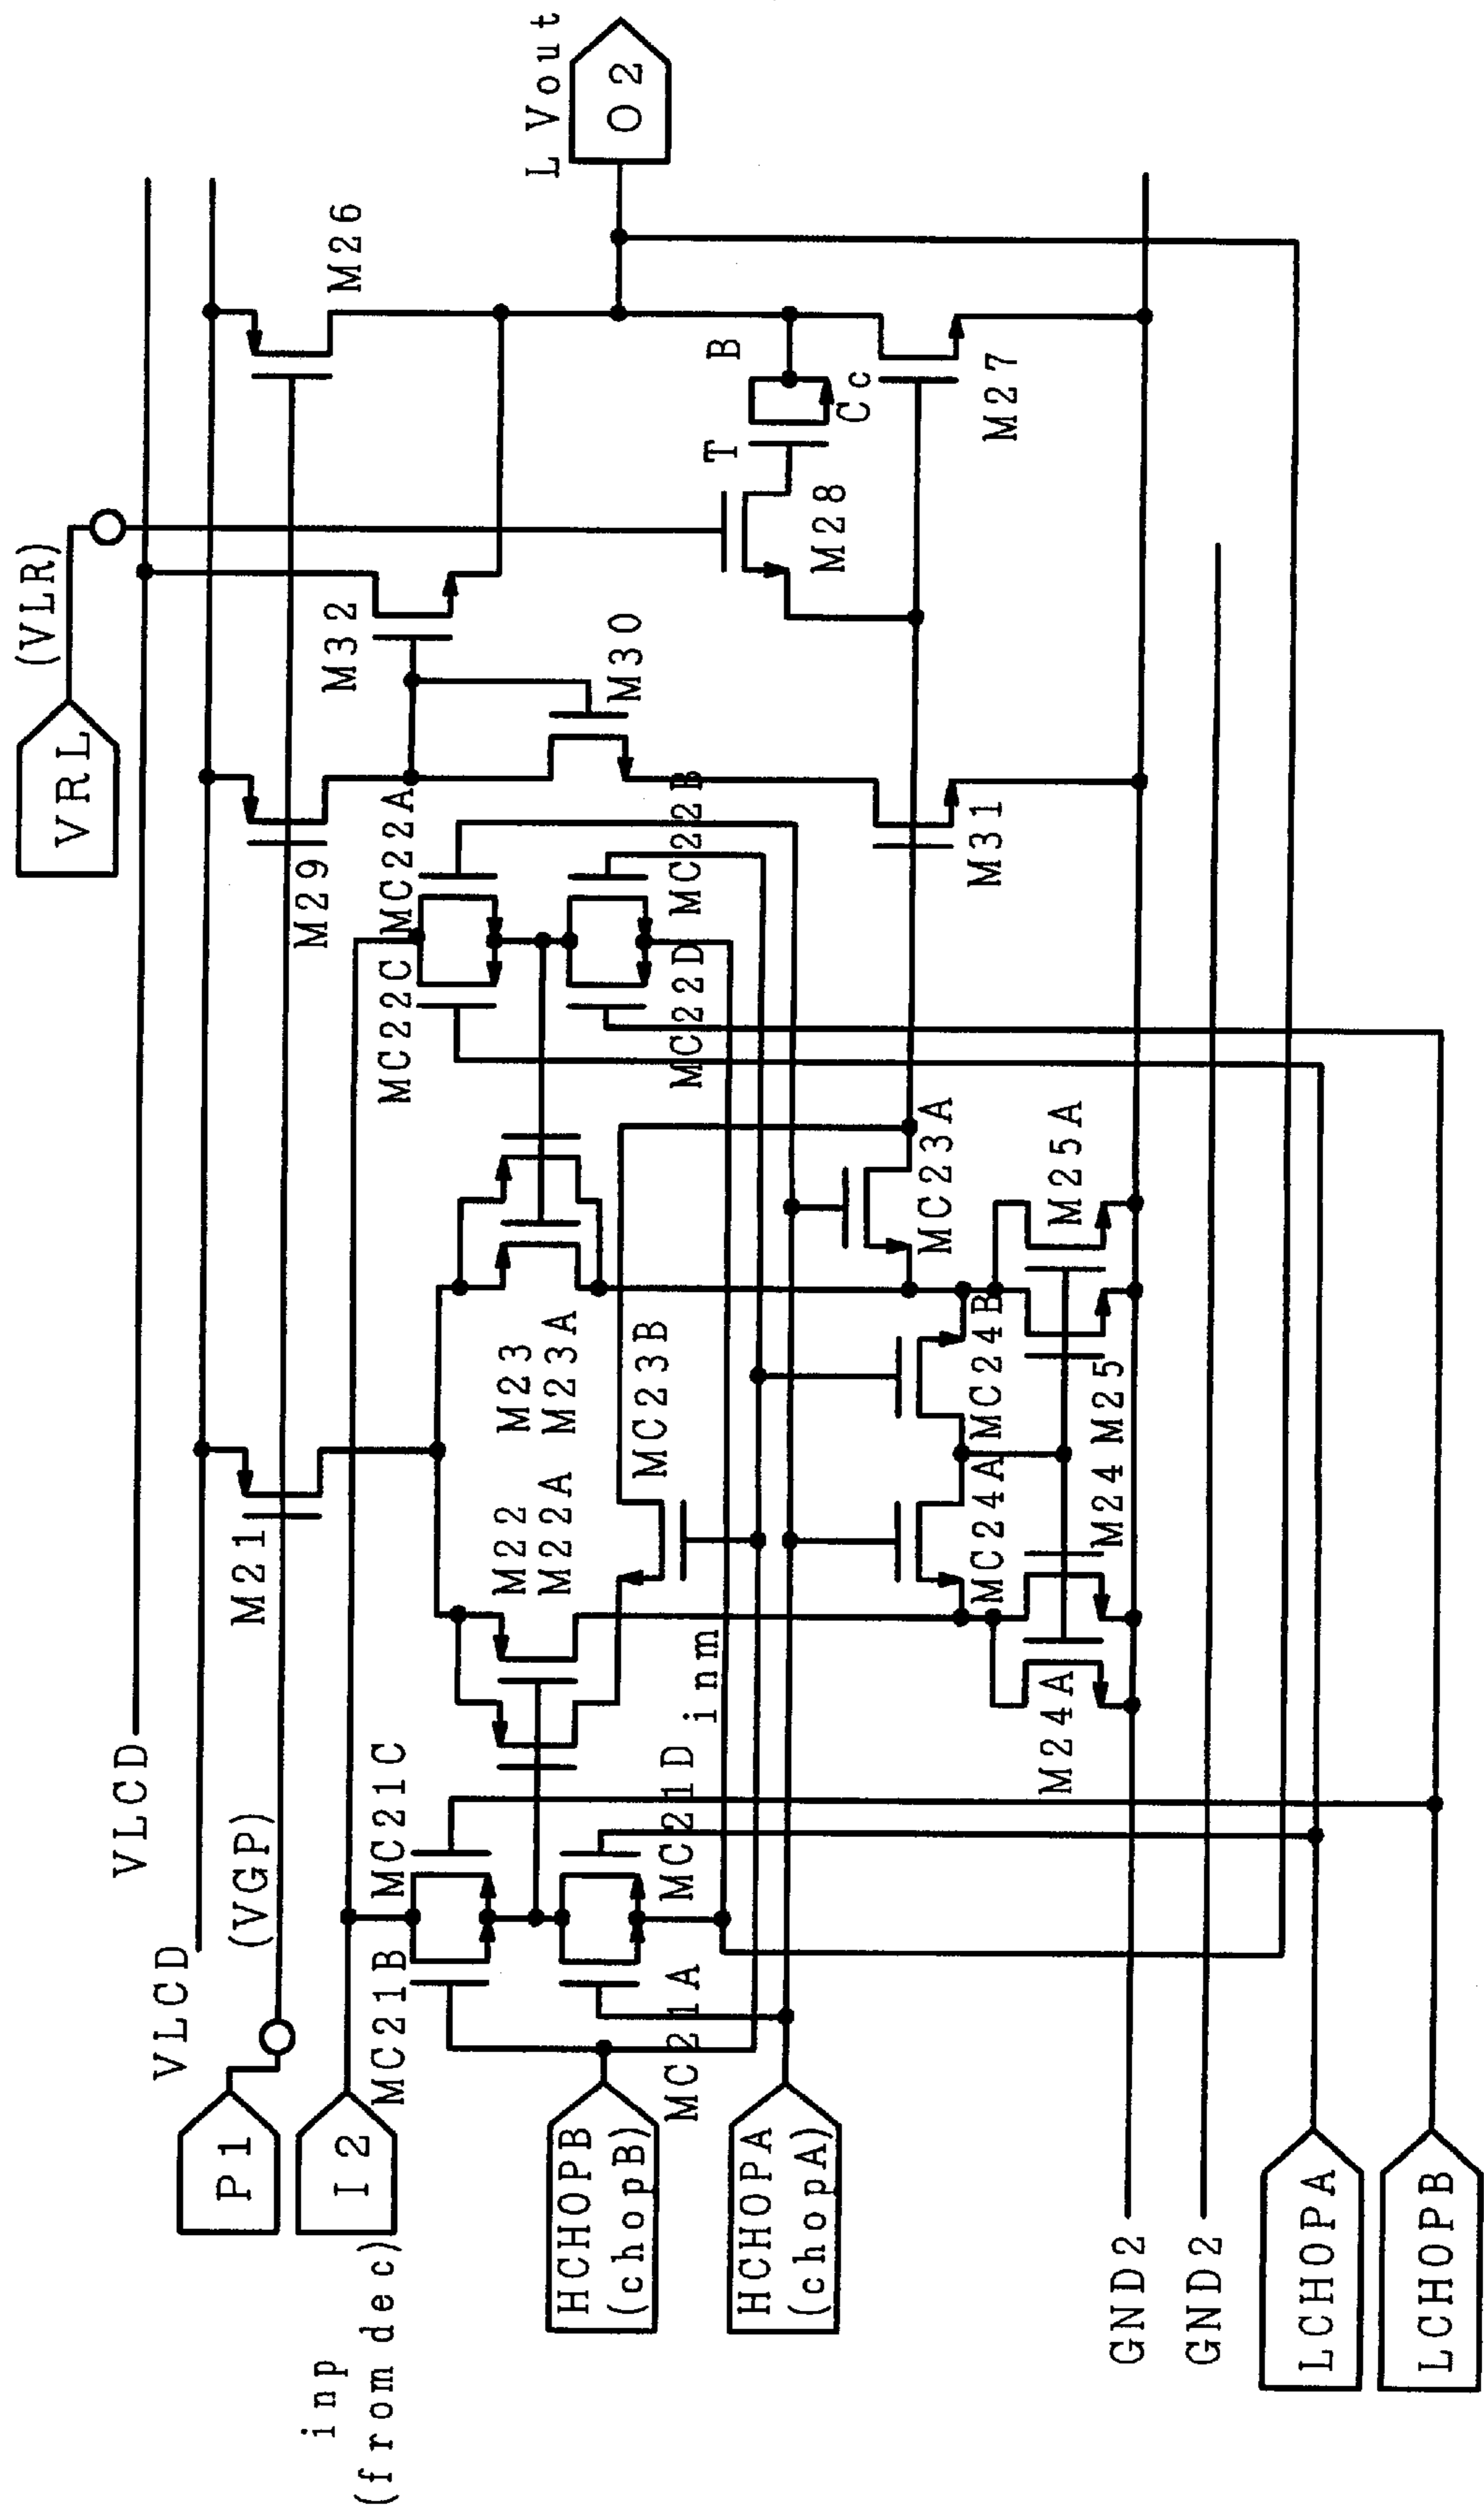 VLCD
VLCD
P1
(VGP)
I2
inp
(from dec)
HCHOPB
(chopB)
HCHOPA
(chopA)
GND2
GND2
LCHOPA
LCHOPB
MC21B
MC21C
MC21A
MC21D
inm
M21
M22
M22A
M23
M23A
MC23B
M24A
MC24A
M24
MC24B
M25
MC23A
M25A
MC22C
MC22A
MC22D
MC22B
M29
M31
VRL
(VLR)
M32
M30
M28
T
B
Cc
M26
M27
L Vout
O2